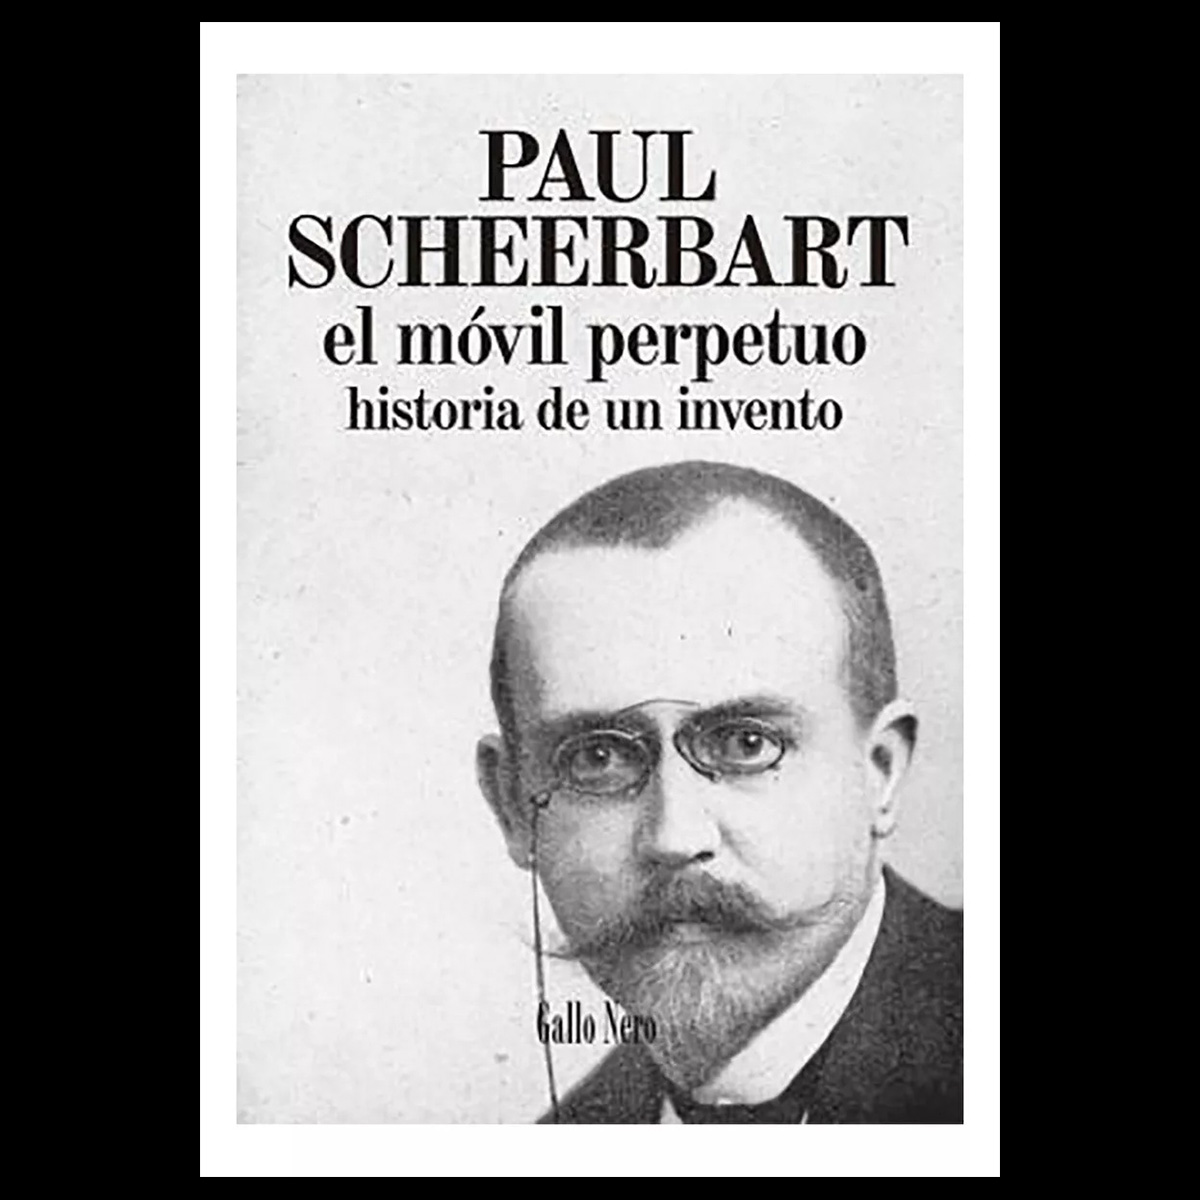 PAUL
SCHEERBART
el móvil perpetuo
historia de un invento
Gallo Nero